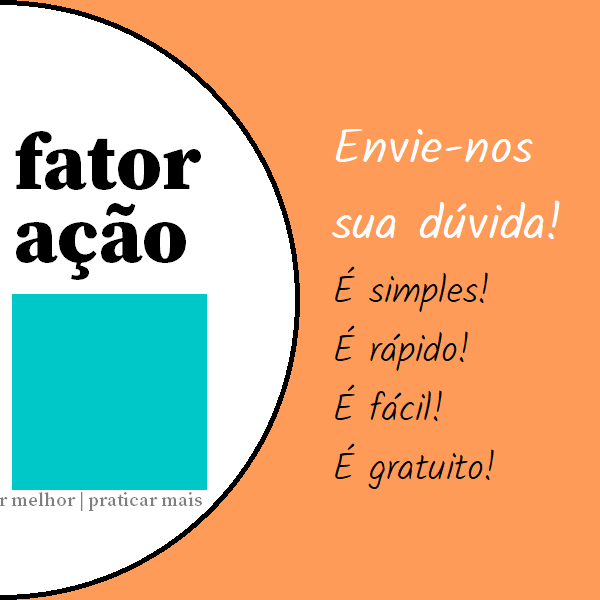 fator
ação
melhor | praticar mais
Envie-nos
sua dúvida!
É simples!
É rápido!
É fácil!
É gratuito!